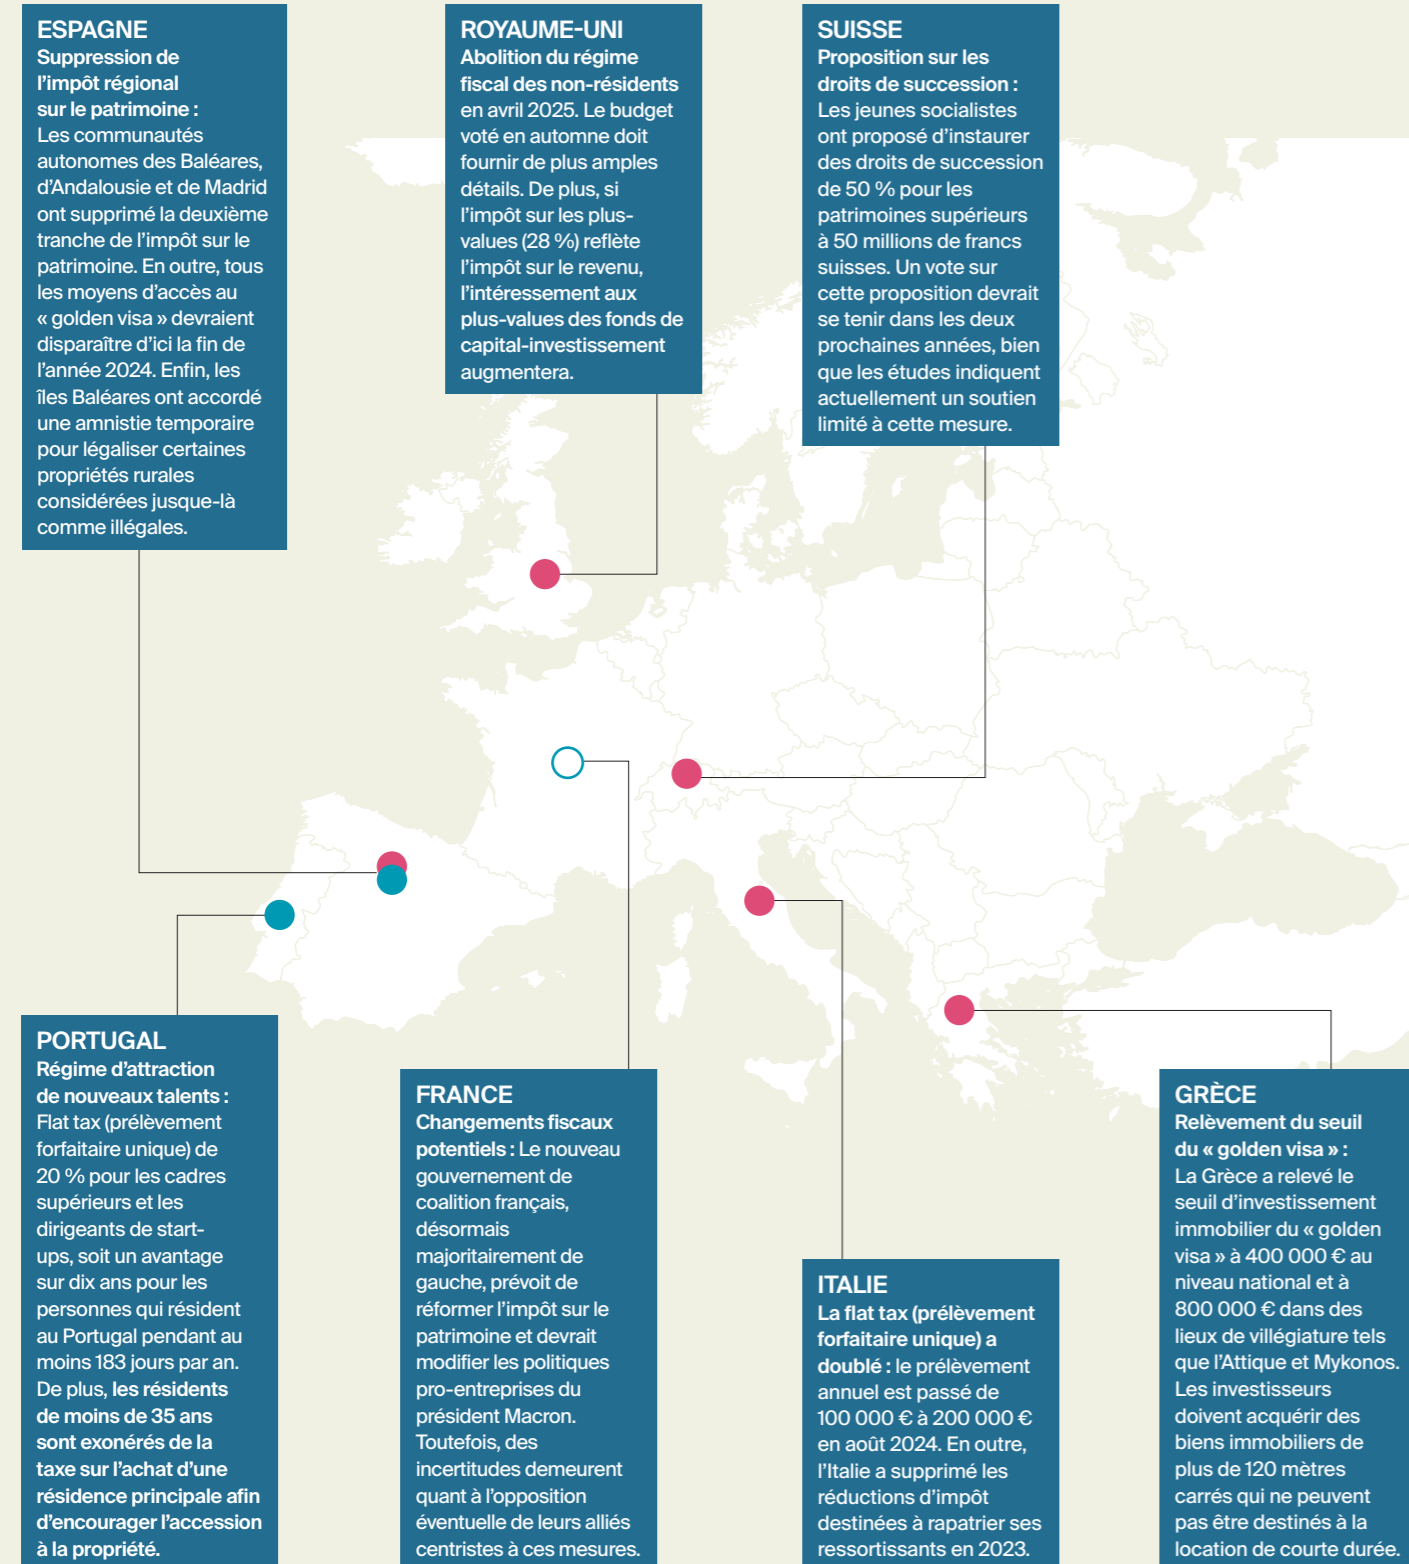 ESPAGNE
Suppression de
l’impôt régional
sur le patrimoine :
Les communautés
autonomes des Baléares,
d’Andalousie et de Madrid
ont supprimé la deuxième
tranche de l’impôt sur le
patrimoine. En outre, tous
les moyens d’accès au
« golden visa » devraient
disparaître d’ici la fin de
l’année 2024. Enfin, les
îles Baléares ont accordé
une amnistie temporaire
pour légaliser certaines
propriétés rurales
considérées jusque-là
comme illégales.
ROYAUME-UNI
Abolition du régime
fiscal des non-résidents
en avril 2025. Le budget
voté en automne doit
fournir de plus amples
détails. De plus, si
l’impôt sur les plus-
values (28 %) reflète
l’impôt sur le revenu,
l’intéressement aux
plus-values des fonds de
capital-investissement
augmentera.
SUISSE
Proposition sur les
droits de succession :
Les jeunes socialistes
ont proposé d’instaurer
des droits de succession
de 50 % pour les
patrimoines supérieurs
à 50 millions de francs
suisses. Un vote sur
cette proposition devrait
se tenir dans les deux
prochaines années, bien
que les études indiquent
actuellement un soutien
limité à cette mesure.
PORTUGAL
Régime d’attraction
de nouveaux talents :
Flat tax (prélèvement
forfaitaire unique) de
20 % pour les cadres
supérieurs et les
dirigeants de start-
ups, soit un avantage
sur dix ans pour les
personnes qui résident
au Portugal pendant au
moins 183 jours par an.
De plus, les résidents
de moins de 35 ans
sont exonérés de la
taxe sur l’achat d’une
résidence principale afin
d’encourager l’accession
à la propriété.
FRANCE
Changements fiscaux
potentiels : Le nouveau
gouvernement de
coalition français,
désormais
majoritairement de
gauche, prévoit de
réformer l’impôt sur le
patrimoine et devrait
modifier les politiques
pro-entreprises du
président Macron.
Toutefois, des
incertitudes demeurent
quant à l’opposition
éventuelle de leurs alliés
centristes à ces mesures.
ITALIE
La flat tax (prélèvement
forfaitaire unique) a
doublé : le prélèvement
annuel est passé de
100 000 € à 200 000 €
en août 2024. En outre,
l’Italie a supprimé les
réductions d’impôt
destinées à rapatrier ses
ressortissants en 2023.
GRÈCE
Relèvement du seuil
du « golden visa » :
La Grèce a relevé le
seuil d’investissement
immobilier du « golden
visa » à 400 000 € au
niveau national et à
800 000 € dans des
lieux de villégiature tels
que l’Attique et Mykonos.
Les investisseurs
doivent acquérir des
biens immobiliers de
plus de 120 mètres
carrés qui ne peuvent
pas être destinés à la
location de courte durée.